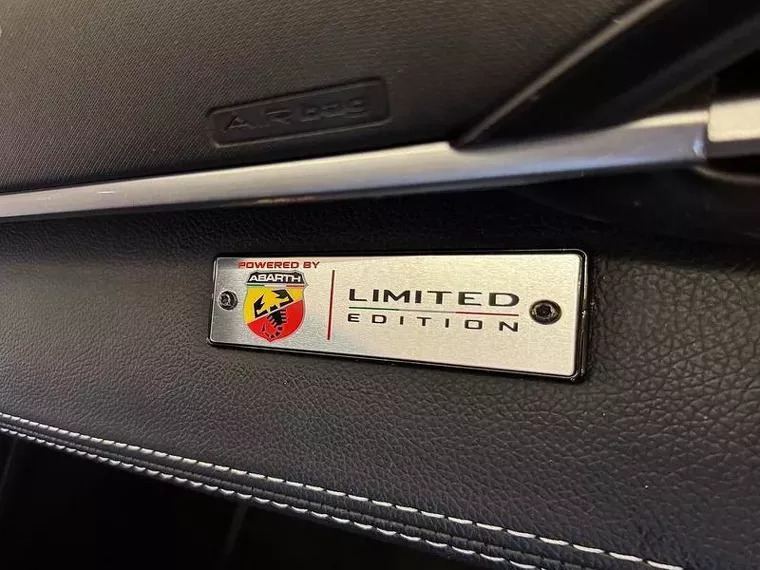 AIRbag
POWERED BY
ABARTH
LIMITED
EDITION